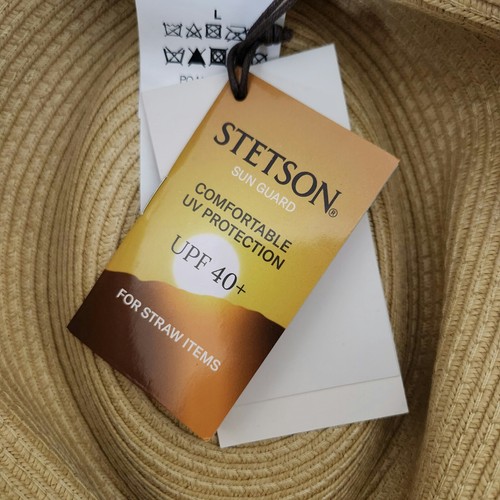 L
STETSON®
SUN GUARD
COMFORTABLE
UV PROTECTION
UPF 40+
FOR STRAW ITEMS